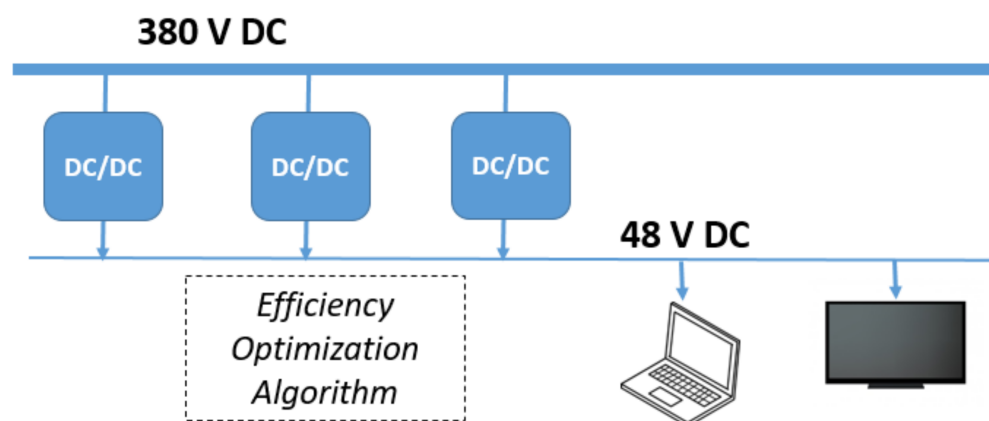 380 V DC
DC/DC
DC/DC
DC/DC
48 V DC
Efficiency
Optimization
Algorithm